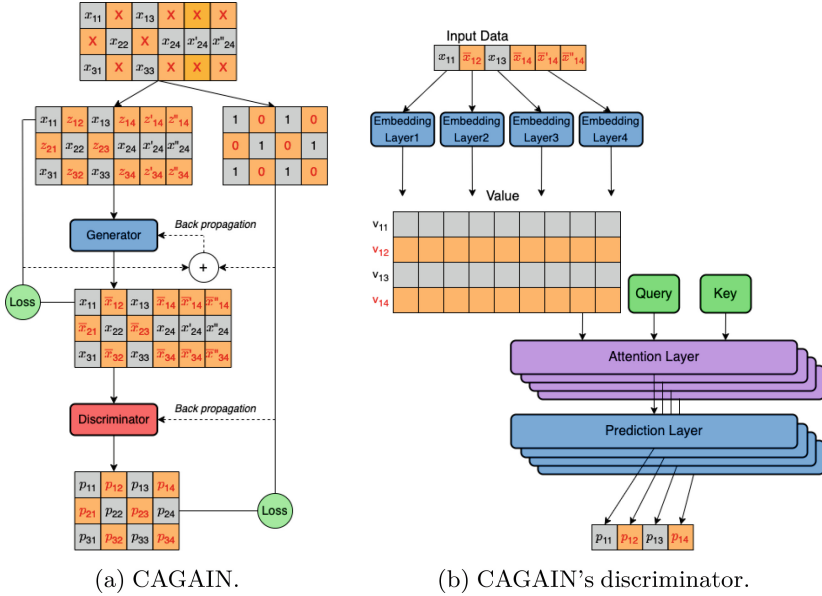 x11 X x13 X X X
X x22 X x24 x'24 x"24
x31 X x33 X X X
x11 z12 x13 z14 z'14 z"14
z21 x22 z23 x24 x'24 x"24
x31 z32 x33 z34 z'34 z"34
1 0 1 0
0 1 0 1
1 0 1 0
Generator
Back propagation
+
Loss
x11 x̅12 x13 x̅14 x̅'14 x̅"14
x̅21 x22 x̅23 x24 x'24 x"24
x31 x̅32 x33 x̅34 x̅'34 x̅"34
Discriminator
Back propagation
p11 p12 p13 p14
p21 p22 p23 p24
p31 p32 p33 p34
Loss
(a) CAGAIN.
Input Data
x11 x̅12 x13 x̅14 x̅'14 x̅"14
Embedding Layer1
Embedding Layer2
Embedding Layer3
Embedding Layer4
Value
v11
v12
v13
v14
Query
Key
Attention Layer
Prediction Layer
p11 p12 p13 p14
(b) CAGAIN's discriminator.